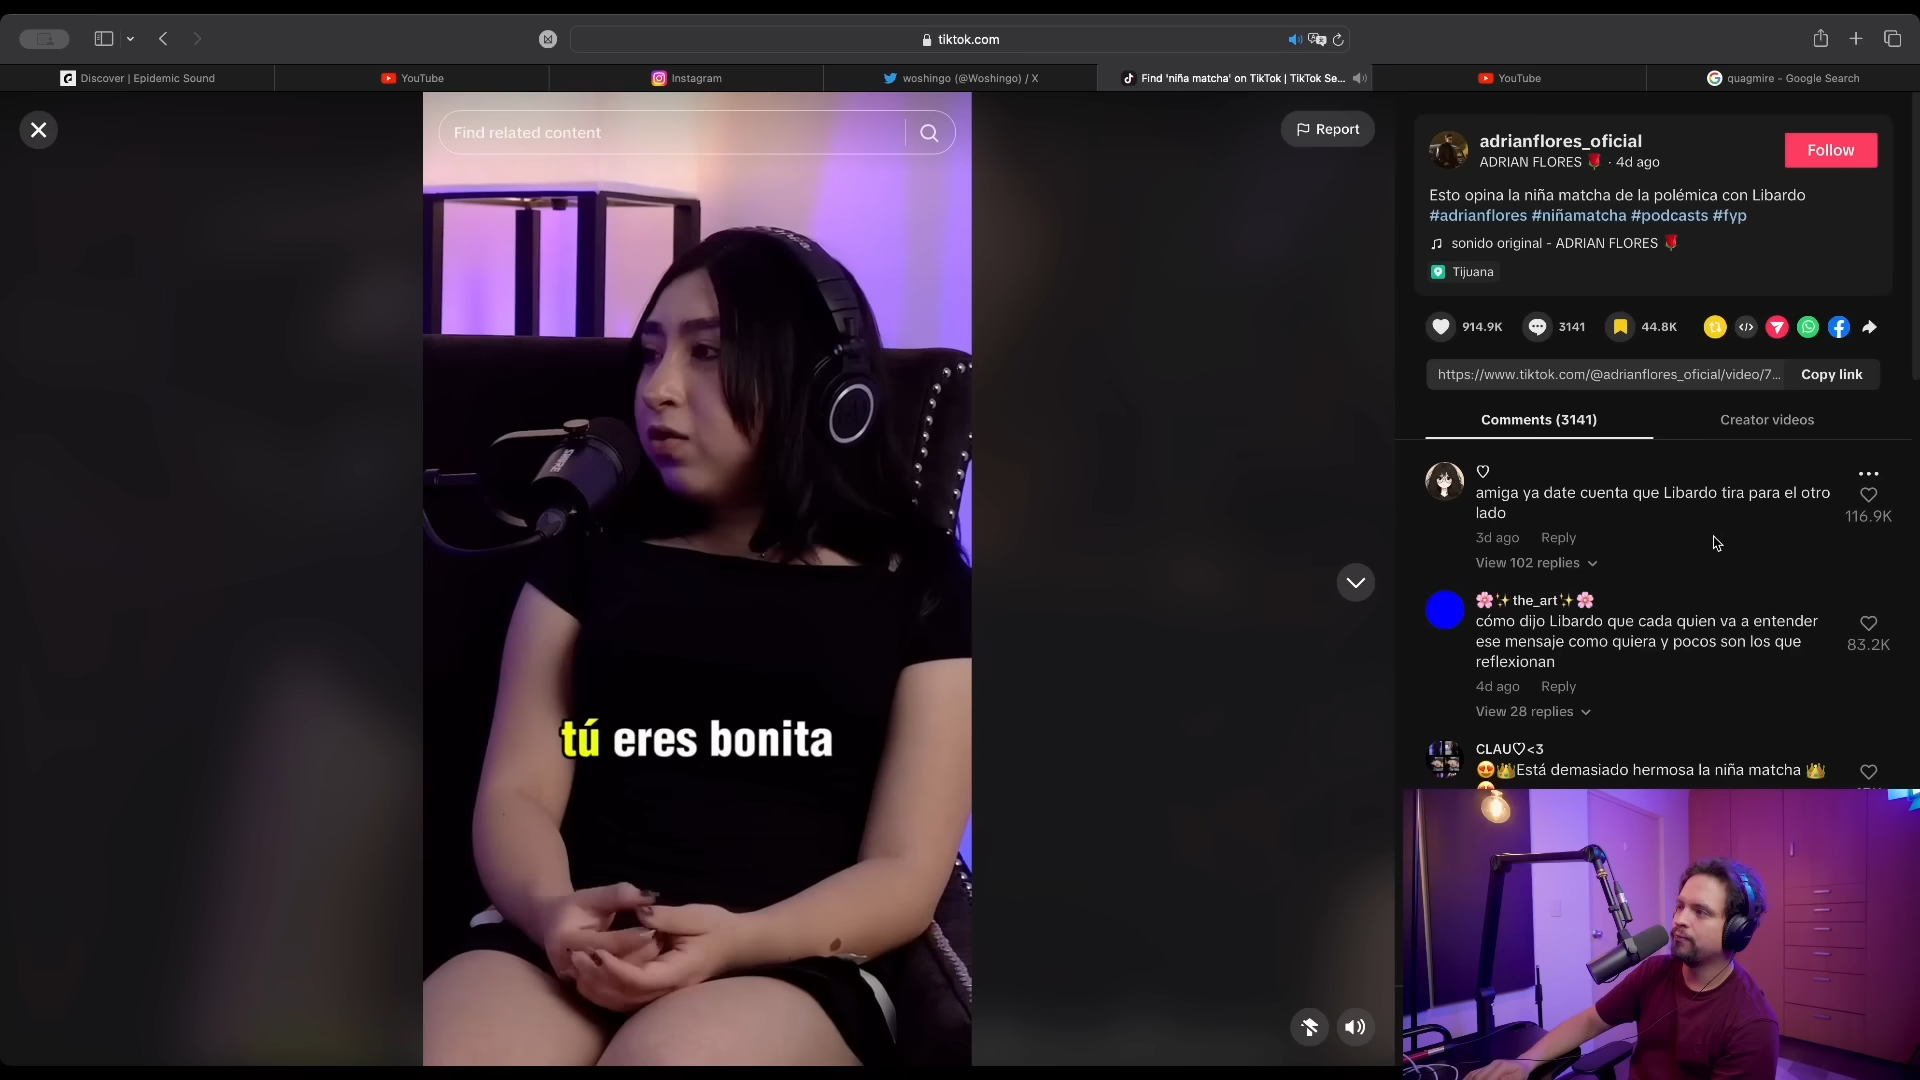 tiktok.com
Discover | Epidemic Sound
YouTube
Instagram
woshingo (@Woshingo) / X
Find 'niña matcha' on TikTok | TikTok Se...
YouTube
quagmire - Google Search
Find related content
Report
adrianflores_oficial
ADRIAN FLORES 🌹 · 4d ago
Follow
Esto opina la niña matcha de la polémica con Libardo
#adrianflores #niñamatcha #podcasts #fyp
sonido original - ADRIAN FLORES 🌹
Tijuana
914.9K
3141
44.8K
https://www.tiktok.com/@adrianflores_oficial/video/7...
Copy link
Comments (3141)
Creator videos
♡
amiga ya date cuenta que Libardo tira para el otro
lado
116.9K
3d ago
Reply
View 102 replies
🌸✨the_art✨🌸
cómo dijo Libardo que cada quien va a entender
ese mensaje como quiera y pocos son los que
reflexionan
83.2K
4d ago
Reply
View 28 replies
CLAU♡<3
😍👑Está demasiado hermosa la niña matcha 👑
SHURE
tú eres bonita